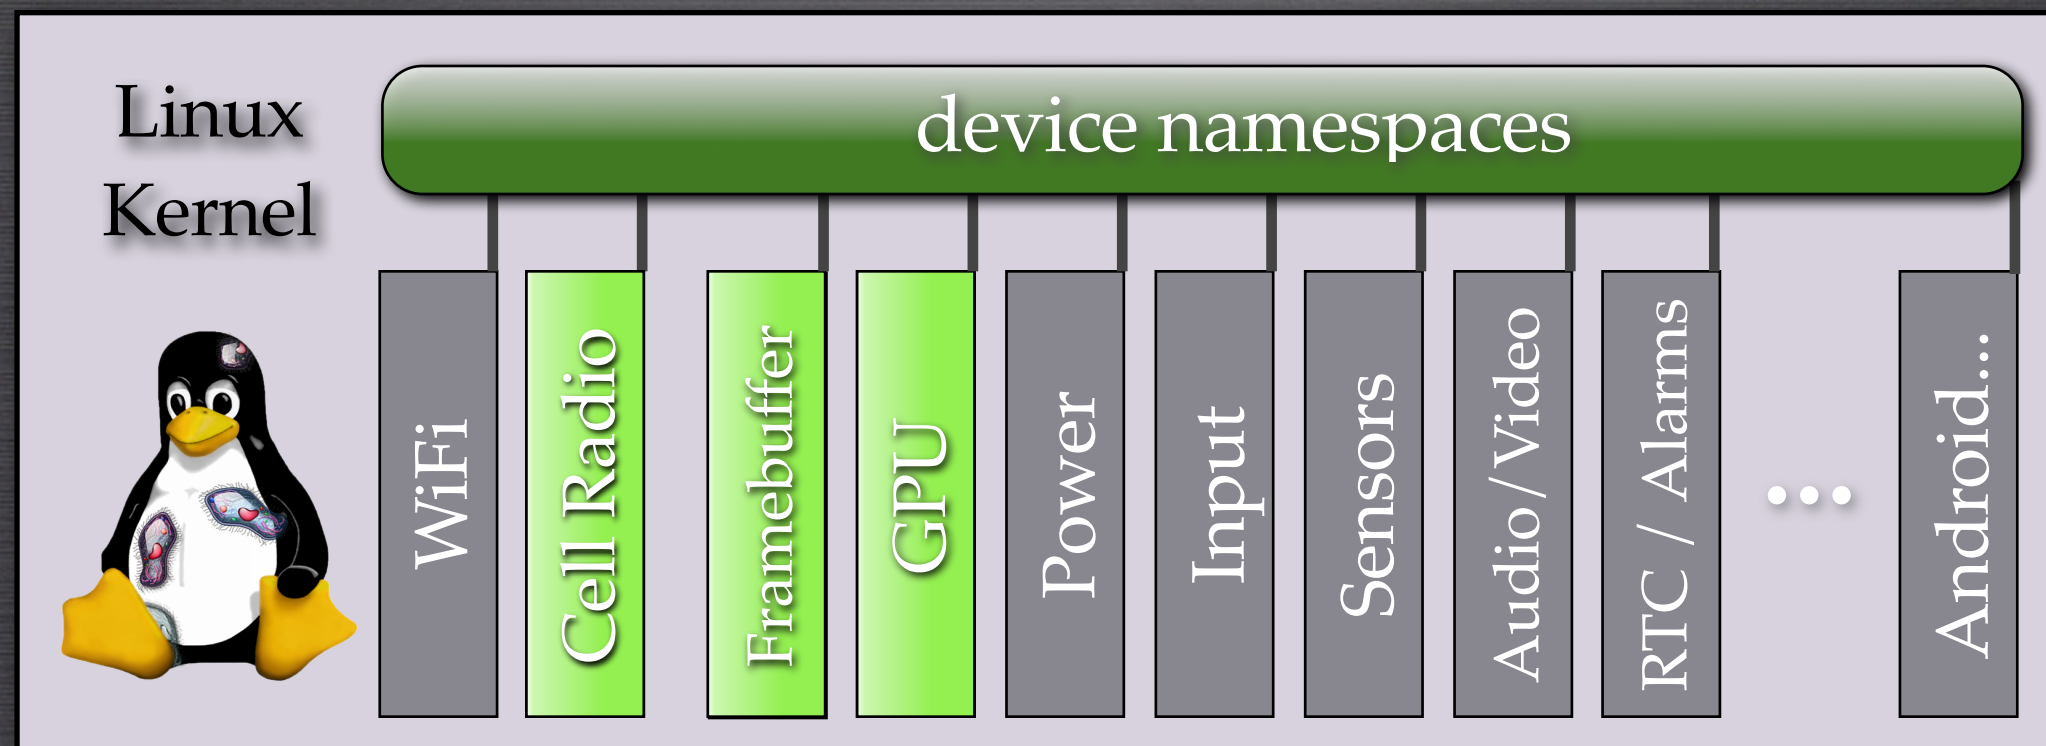 Linux
Kernel
device namespaces
WiFi
Cell Radio
Framebuffer
GPU
Power
Input
Sensors
Audio/Video
RTC / Alarms
...
Android...